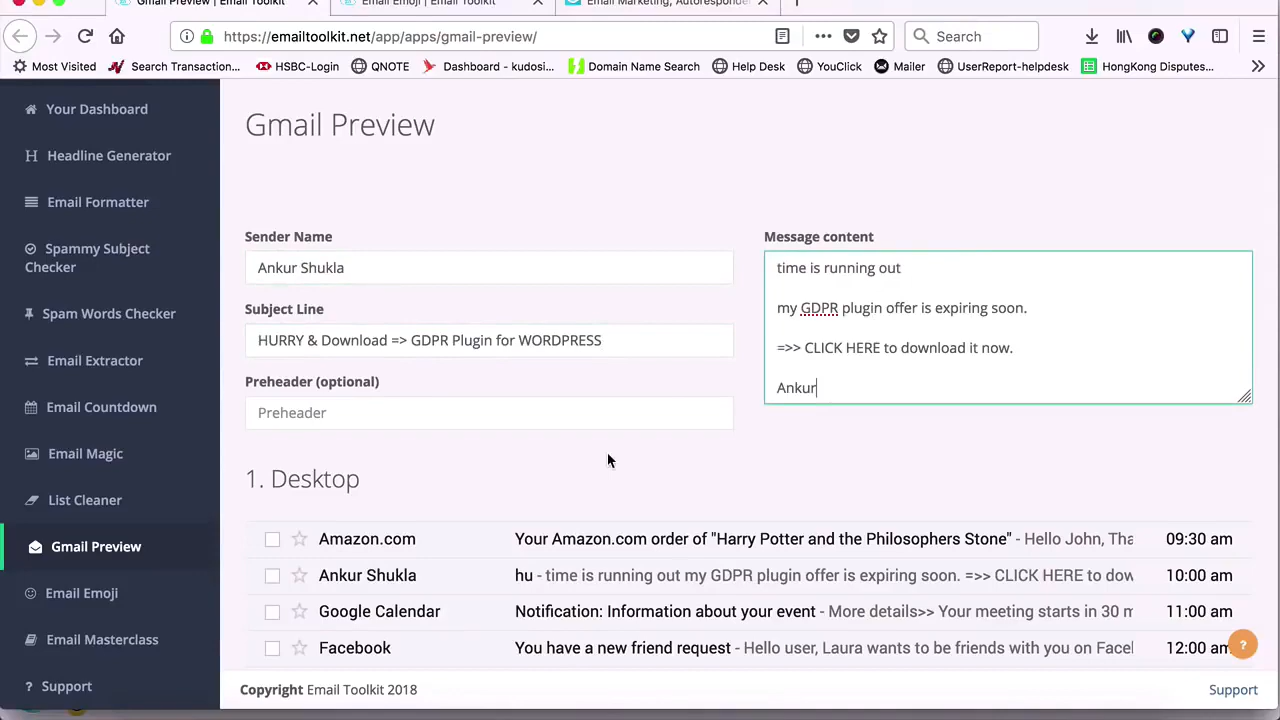 Gmail Preview | Email Toolkit
Email Emoji | Email Toolkit
Email Marketing, Autoresponder
https://emailtoolkit.net/app/apps/gmail-preview/
Search
Most Visited
Search Transaction...
HSBC-Login
QNOTE
Dashboard - kudosi...
Domain Name Search
Help Desk
YouClick
Mailer
UserReport-helpdesk
HongKong Disputes...
Your Dashboard
Headline Generator
Email Formatter
Spammy Subject
Checker
Spam Words Checker
Email Extractor
Email Countdown
Email Magic
List Cleaner
Gmail Preview
Email Emoji
Email Masterclass
Support
Gmail Preview
Sender Name
Ankur Shukla
Subject Line
HURRY & Download => GDPR Plugin for WORDPRESS
Preheader (optional)
Preheader
Message content
time is running out
my GDPR plugin offer is expiring soon.
=>> CLICK HERE to download it now.
Ankur
1. Desktop
Amazon.com Your Amazon.com order of "Harry Potter and the Philosophers Stone" - Hello John, Tha 09:30 am
Ankur Shukla hu - time is running out my GDPR plugin offer is expiring soon. =>> CLICK HERE to dow 10:00 am
Google Calendar Notification: Information about your event - More details>> Your meeting starts in 30 m 11:00 am
Facebook You have a new friend request - Hello user, Laura wants to be friends with you on Facel 12:00 am
?
Copyright Email Toolkit 2018
Support